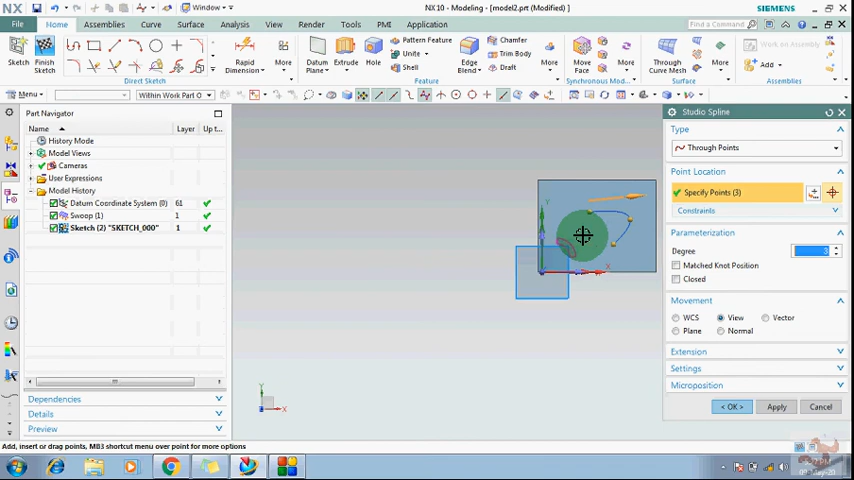 NX
Window
NX 10 - Modeling - [model2.prt (Modified) ]
SIEMENS
File
Home
Assemblies
Curve
Surface
Analysis
View
Render
Tools
PMI
Application
Find a Command
Sketch
Finish Sketch
Direct Sketch
Rapid Dimension
Datum Plane
Extrude
Hole
Pattern Feature
Unite
Shell
Feature
Edge Blend
Chamfer
Trim Body
Draft
More
Move Face
Synchronous Mod...
More
Through Curve Mesh
Surface
Work on Assembly
Add
Assemblies
Menu
Within Work Part O
Part Navigator
Name
Layer
Up t...
History Mode
Model Views
Cameras
User Expressions
Model History
Datum Coordinate System (0)
61
Swoop (1)
1
Sketch (2) "SKETCH_000"
1
Dependencies
Details
Preview
Y
X
Y
X
Studio Spline
Type
Through Points
Point Location
Specify Points (3)
Constraints
Parameterization
Degree
3
Matched Knot Position
Closed
Movement
WCS
View
Vector
Plane
Normal
Extension
Settings
Microposition
< OK >
Apply
Cancel
Add, insert or drag points, MB3 shortcut menu over point for more options